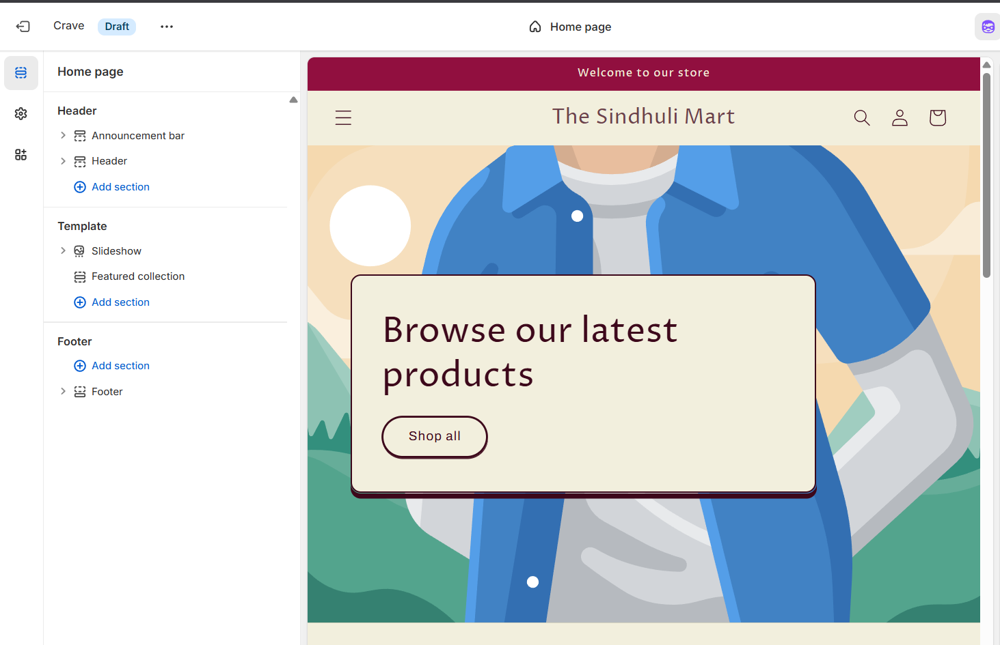 Crave
Draft
Home page
Home page
Header
Announcement bar
Header
Add section
Template
Slideshow
Featured collection
Add section
Footer
Add section
Footer
Welcome to our store
The Sindhuli Mart
Browse our latest
products
Shop all